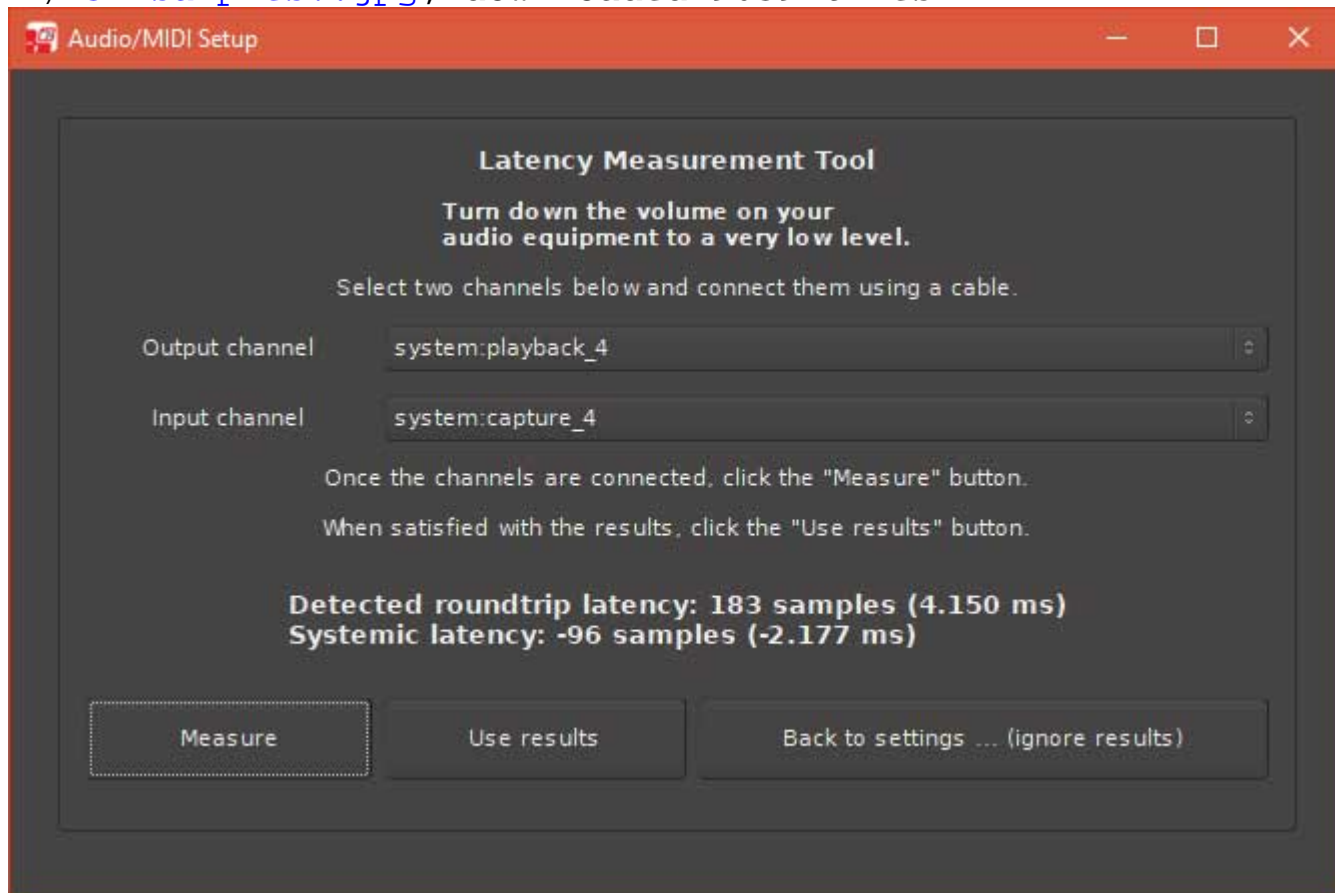 Audio/MIDI Setup
Latency Measurement Tool
Turn down the volume on your
audio equipment to a very low level.
Select two channels below and connect them using a cable.
Output channel system:playback_4
Input channel system:capture_4
Once the channels are connected, click the "Measure" button.
When satisfied with the results, click the "Use results" button.
Detected roundtrip latency: 183 samples (4.150 ms)
Systemic latency: -96 samples (-2.177 ms)
Measure Use results Back to settings ... (ignore results)